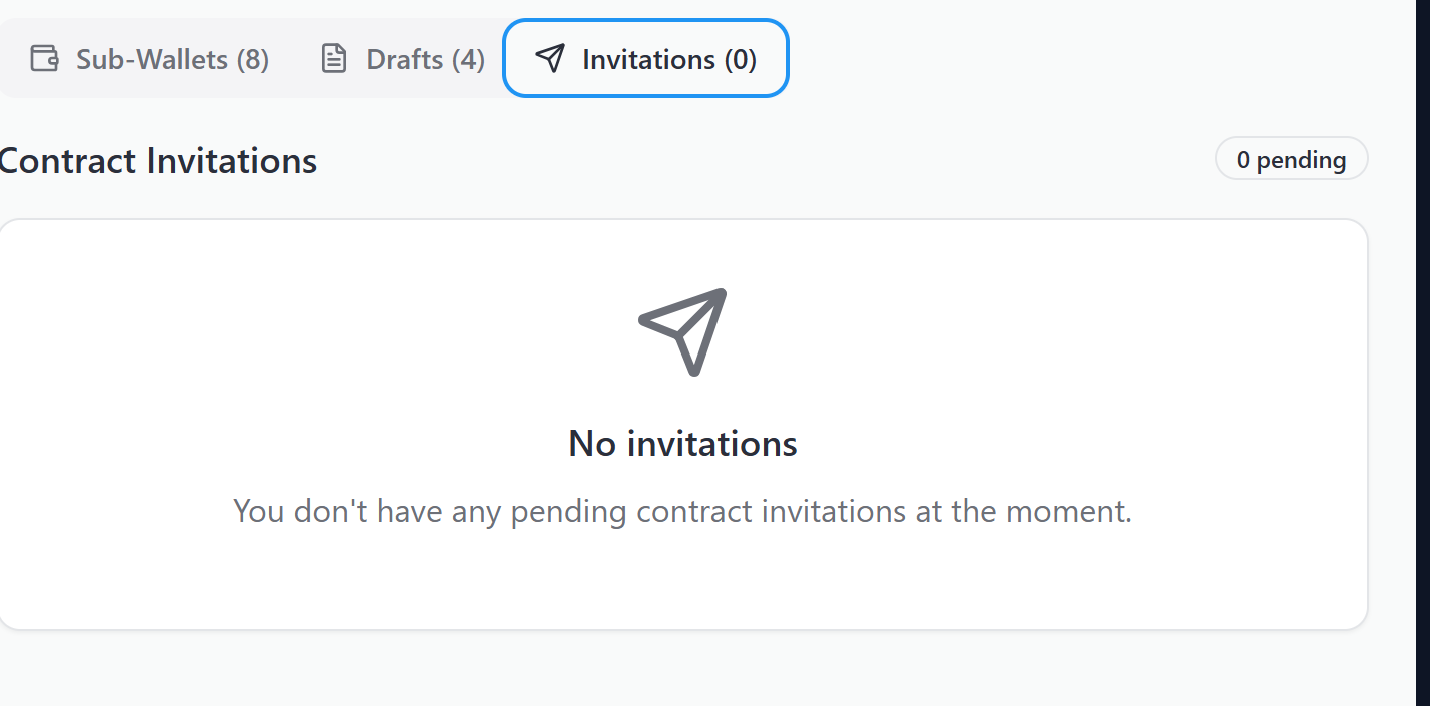 Sub-Wallets (8) Drafts (4) Invitations (0)
Contract Invitations 0 pending
No invitations
You don't have any pending contract invitations at the moment.